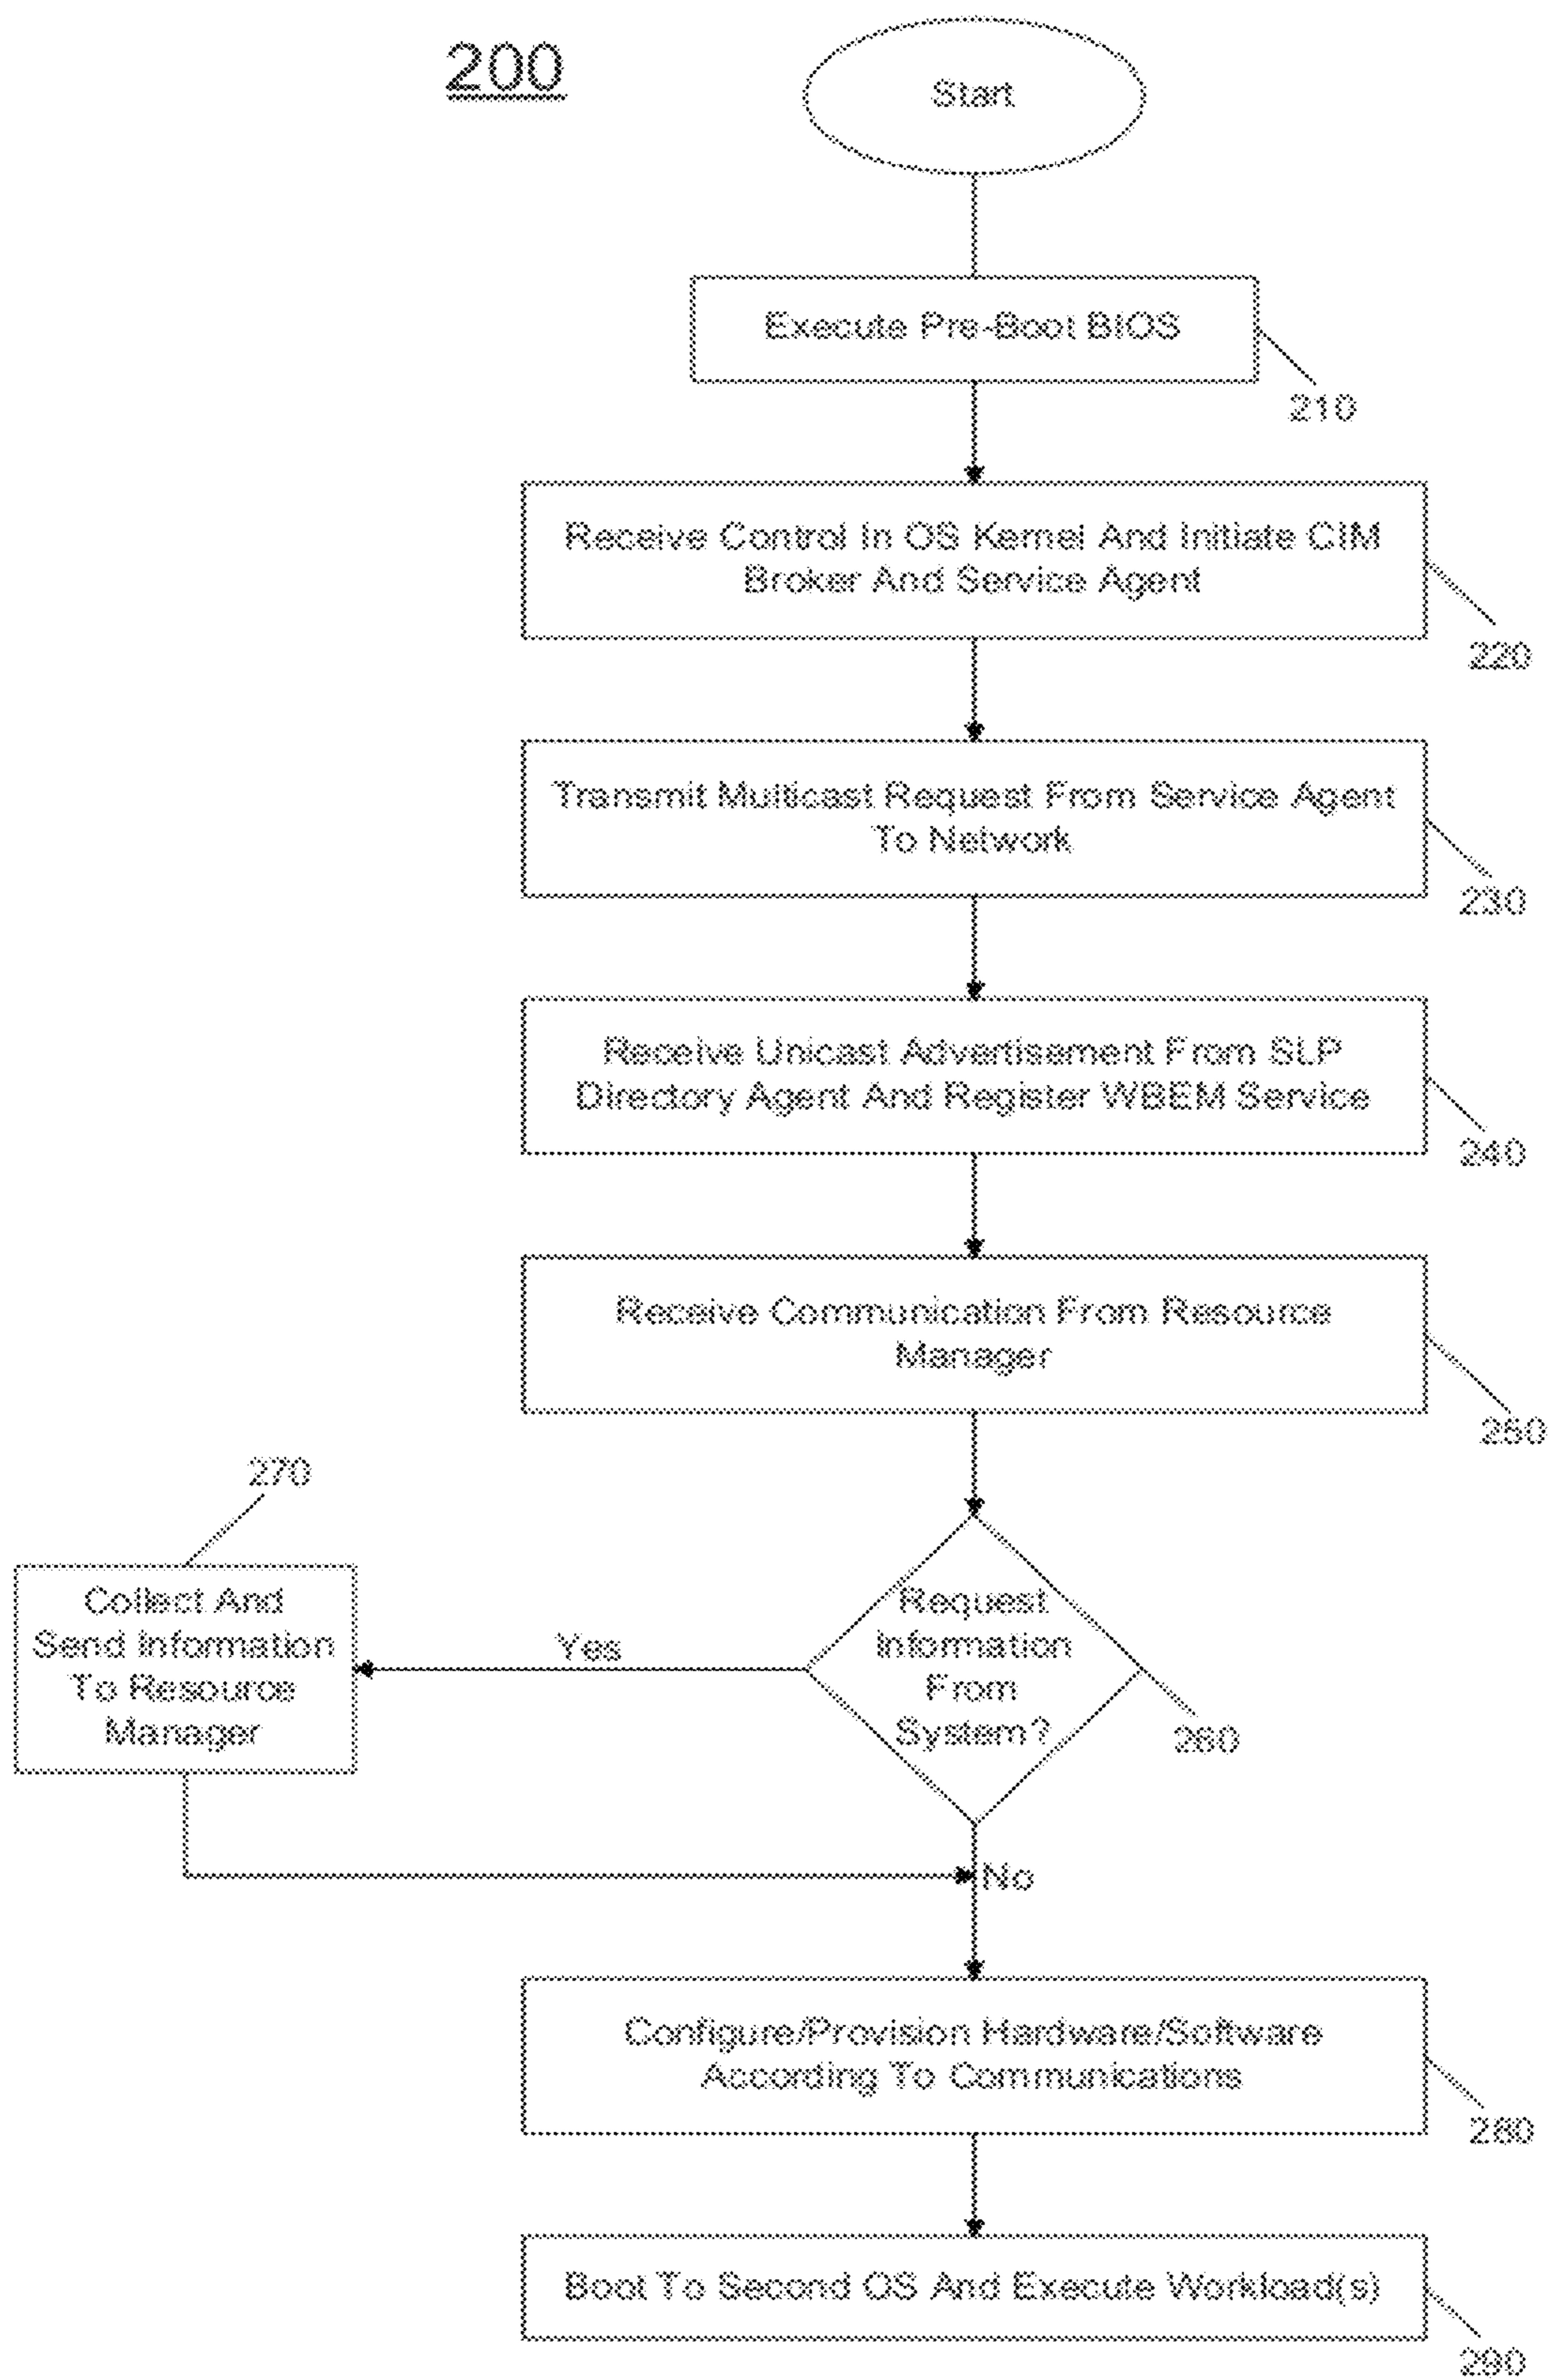 200
Start
Execute Pre-Boot BIOS
210
Receive Control In OS Kernel And Initiate CIM
Broker And Service Agent
220
Transmit Multicast Request From Service Agent
To Network
230
Receive Unicast Advertisement From SLP
Directory Agent And Register WBEM Service
240
Receive Communication From Resource
Manager
250
270
Collect And
Send Information
To Resource
Manager
Yes
Request
Information
From
System?
260
No
Configure/Provision Hardware/Software
According To Communications
280
Boot To Second OS And Execute Workload(s)
290